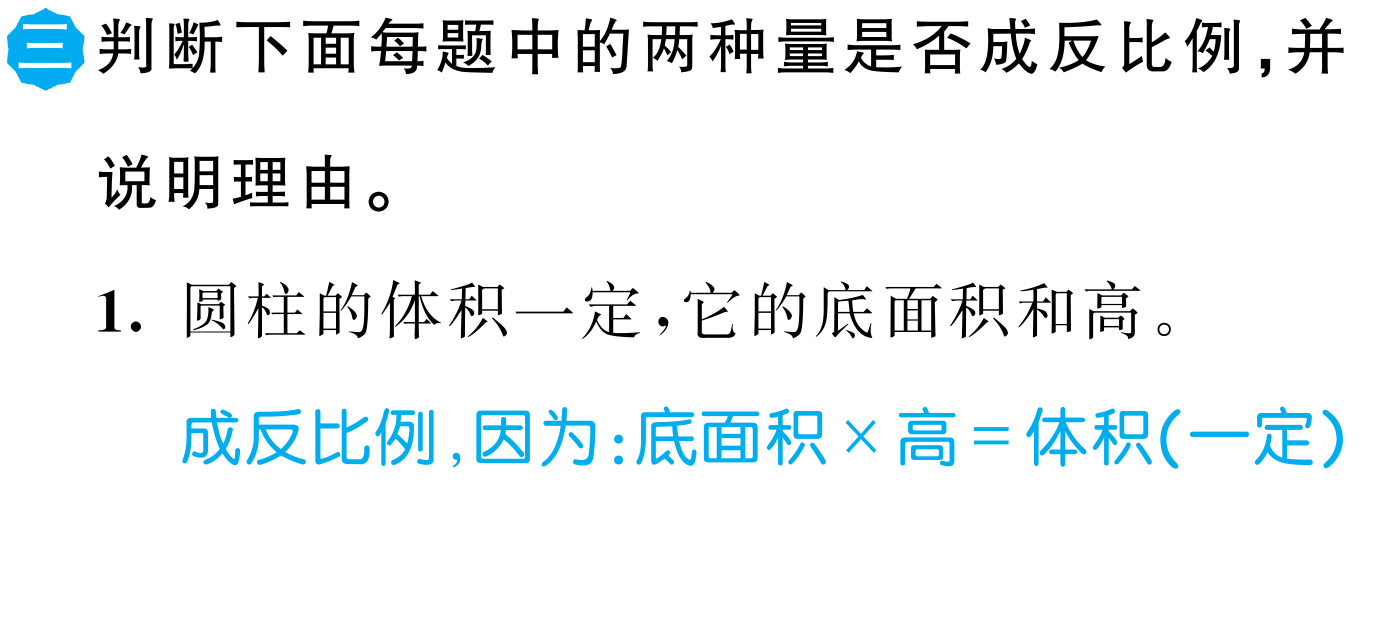 三 判断下面每题中的两种量是否成反比例,并
说明理由。
1. 圆柱的体积一定,它的底面积和高。
成反比例,因为:底面积×高=体积(一定)